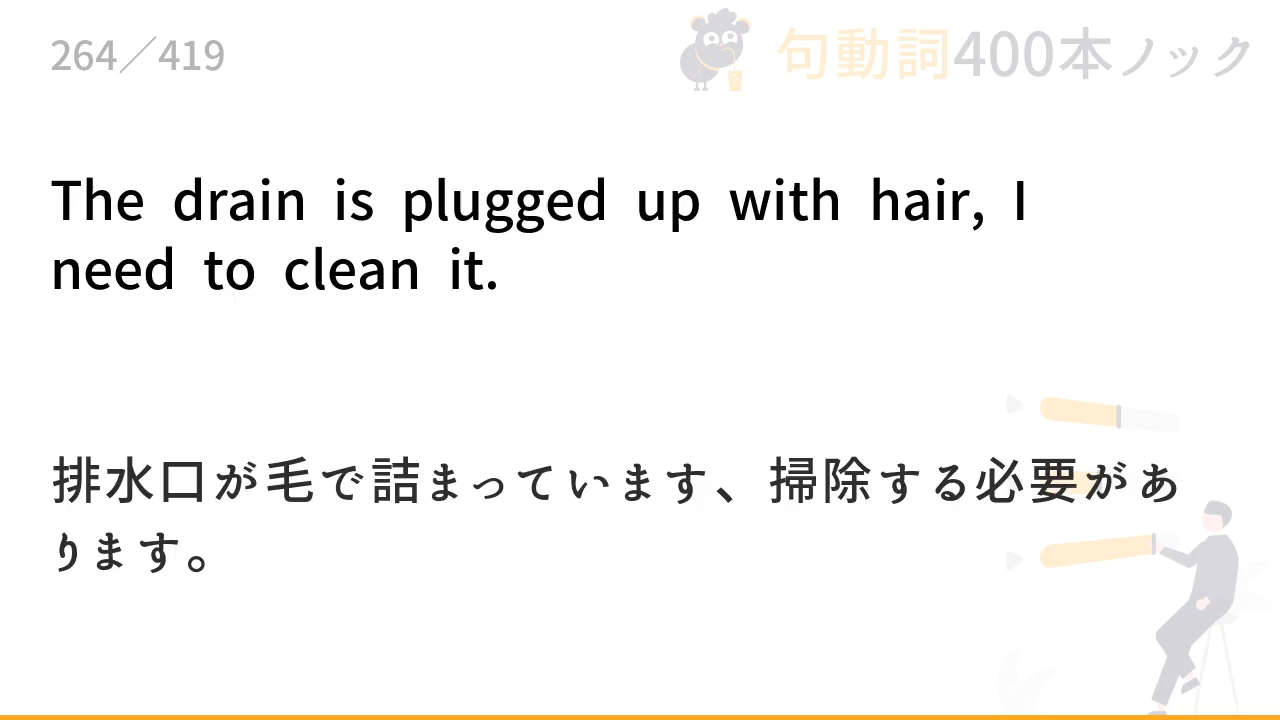 264／419
句動詞400本ノック
The drain is plugged up with hair, I
need to clean it.
排水口が毛で詰まっています、掃除する必要があ
ります。